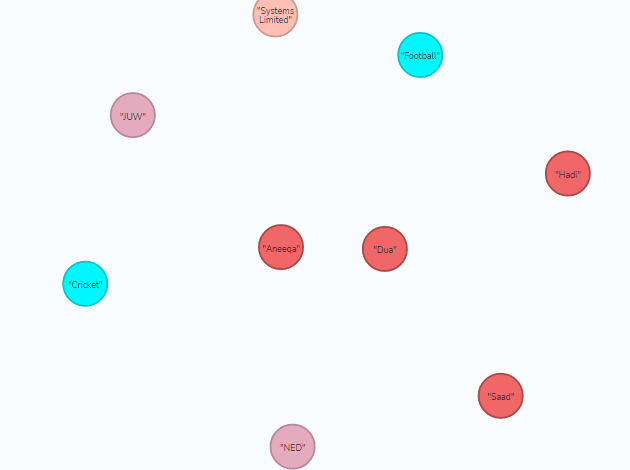 "Systems
Limited"
"Football"
"JUW"
"Hadi"
"Aneeqa"
"Dua"
"Cricket"
"Saad"
"NED"